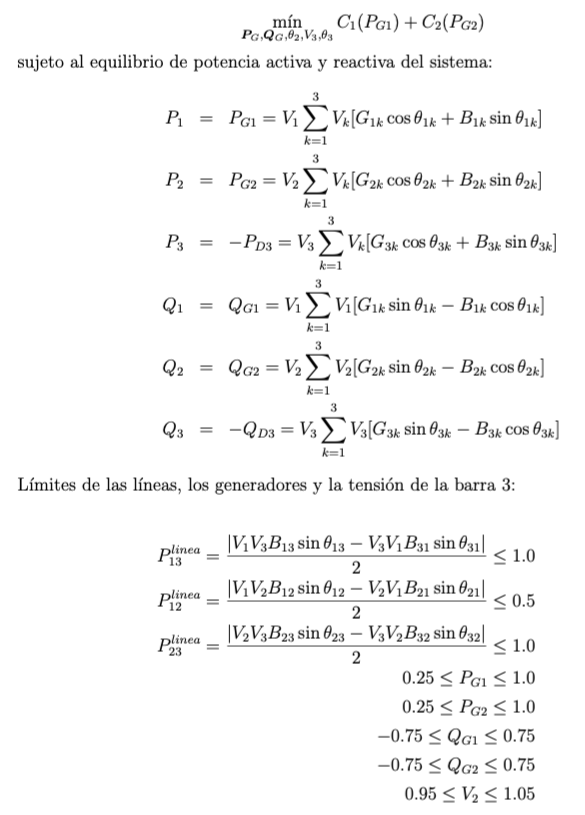 mín C₁(P_G1) + C₂(P_G2)
P_G,Q_G,θ₂,V₃,θ₃
sujeto al equilibrio de potencia activa y reactiva del sistema:
P₁ = P_G1 = V₁ ∑_{k=1}^{3} V_k[G_1k cos θ_1k + B_1k sin θ_1k]
P₂ = P_G2 = V₂ ∑_{k=1}^{3} V_k[G_2k cos θ_2k + B_2k sin θ_2k]
P₃ = −P_D3 = V₃ ∑_{k=1}^{3} V_k[G_3k cos θ_3k + B_3k sin θ_3k]
Q₁ = Q_G1 = V₁ ∑_{k=1}^{3} V₁[G_1k sin θ_1k − B_1k cos θ_1k]
Q₂ = Q_G2 = V₂ ∑_{k=1}^{3} V₂[G_2k sin θ_2k − B_2k cos θ_2k]
Q₃ = −Q_D3 = V₃ ∑_{k=1}^{3} V₃[G_3k sin θ_3k − B_3k cos θ_3k]
Límites de las líneas, los generadores y la tensión de la barra 3:
P_13^linea = |V₁V₃B₁₃ sin θ₁₃ − V₃V₁B₃₁ sin θ₃₁| / 2 ≤ 1.0
P_12^linea = |V₁V₂B₁₂ sin θ₁₂ − V₂V₁B₂₁ sin θ₂₁| / 2 ≤ 0.5
P_23^linea = |V₂V₃B₂₃ sin θ₂₃ − V₃V₂B₃₂ sin θ₃₂| / 2 ≤ 1.0
0.25 ≤ P_G1 ≤ 1.0
0.25 ≤ P_G2 ≤ 1.0
−0.75 ≤ Q_G1 ≤ 0.75
−0.75 ≤ Q_G2 ≤ 0.75
0.95 ≤ V₂ ≤ 1.05